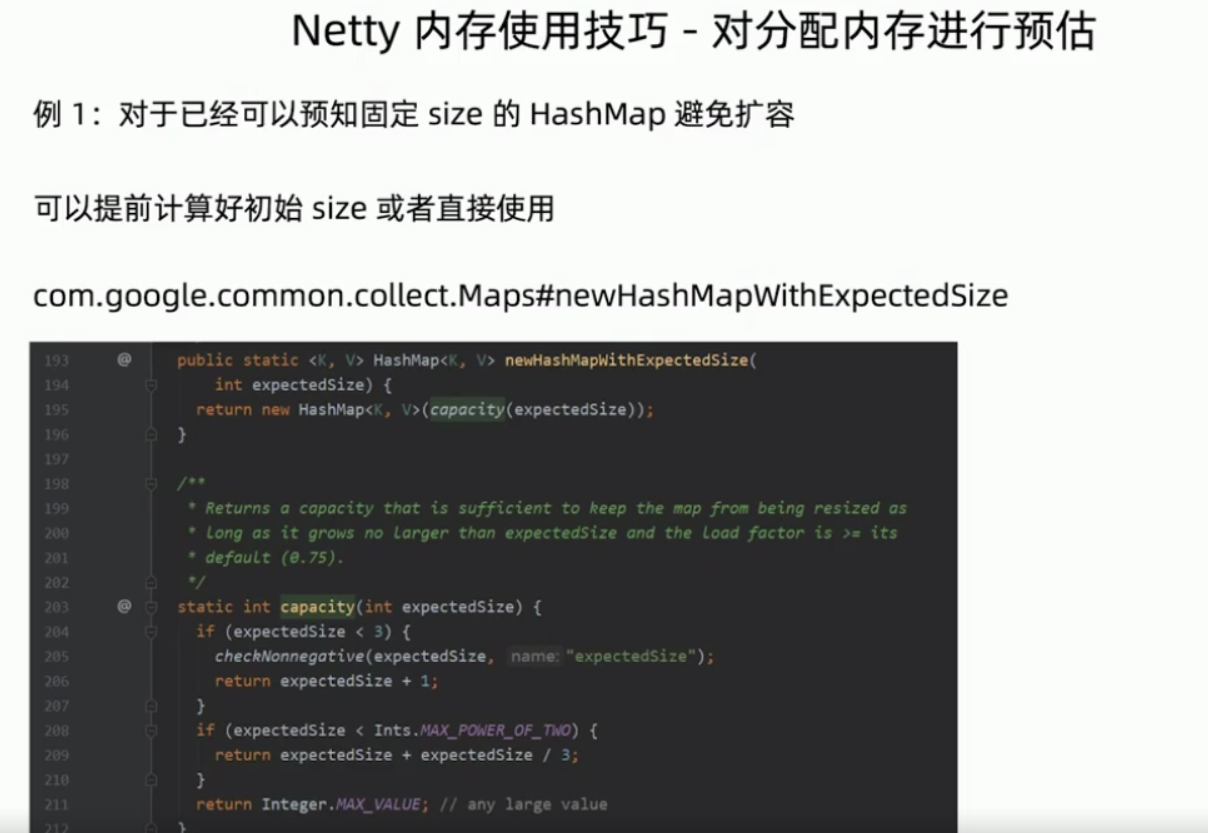 Netty 内存使用技巧 - 对分配内存进行预估
例 1：对于已经可以预知固定 size 的 HashMap 避免扩容
可以提前计算好初始 size 或者直接使用
com.google.common.collect.Maps#newHashMapWithExpectedSize
193 @ public static <K, V> HashMap<K, V> newHashMapWithExpectedSize(
194 int expectedSize) {
195 return new HashMap<K, V>(capacity(expectedSize));
196 }
197
198 /**
199 * Returns a capacity that is sufficient to keep the map from being resized as
200 * long as it grows no larger than expectedSize and the load factor is >= its
201 * default (0.75).
202 */
203 @ static int capacity(int expectedSize) {
204 if (expectedSize < 3) {
205 checkNonnegative(expectedSize, name: "expectedSize");
206 return expectedSize + 1;
207 }
208 if (expectedSize < Ints.MAX_POWER_OF_TWO) {
209 return expectedSize + expectedSize / 3;
210 }
211 return Integer.MAX_VALUE; // any large value
212 }